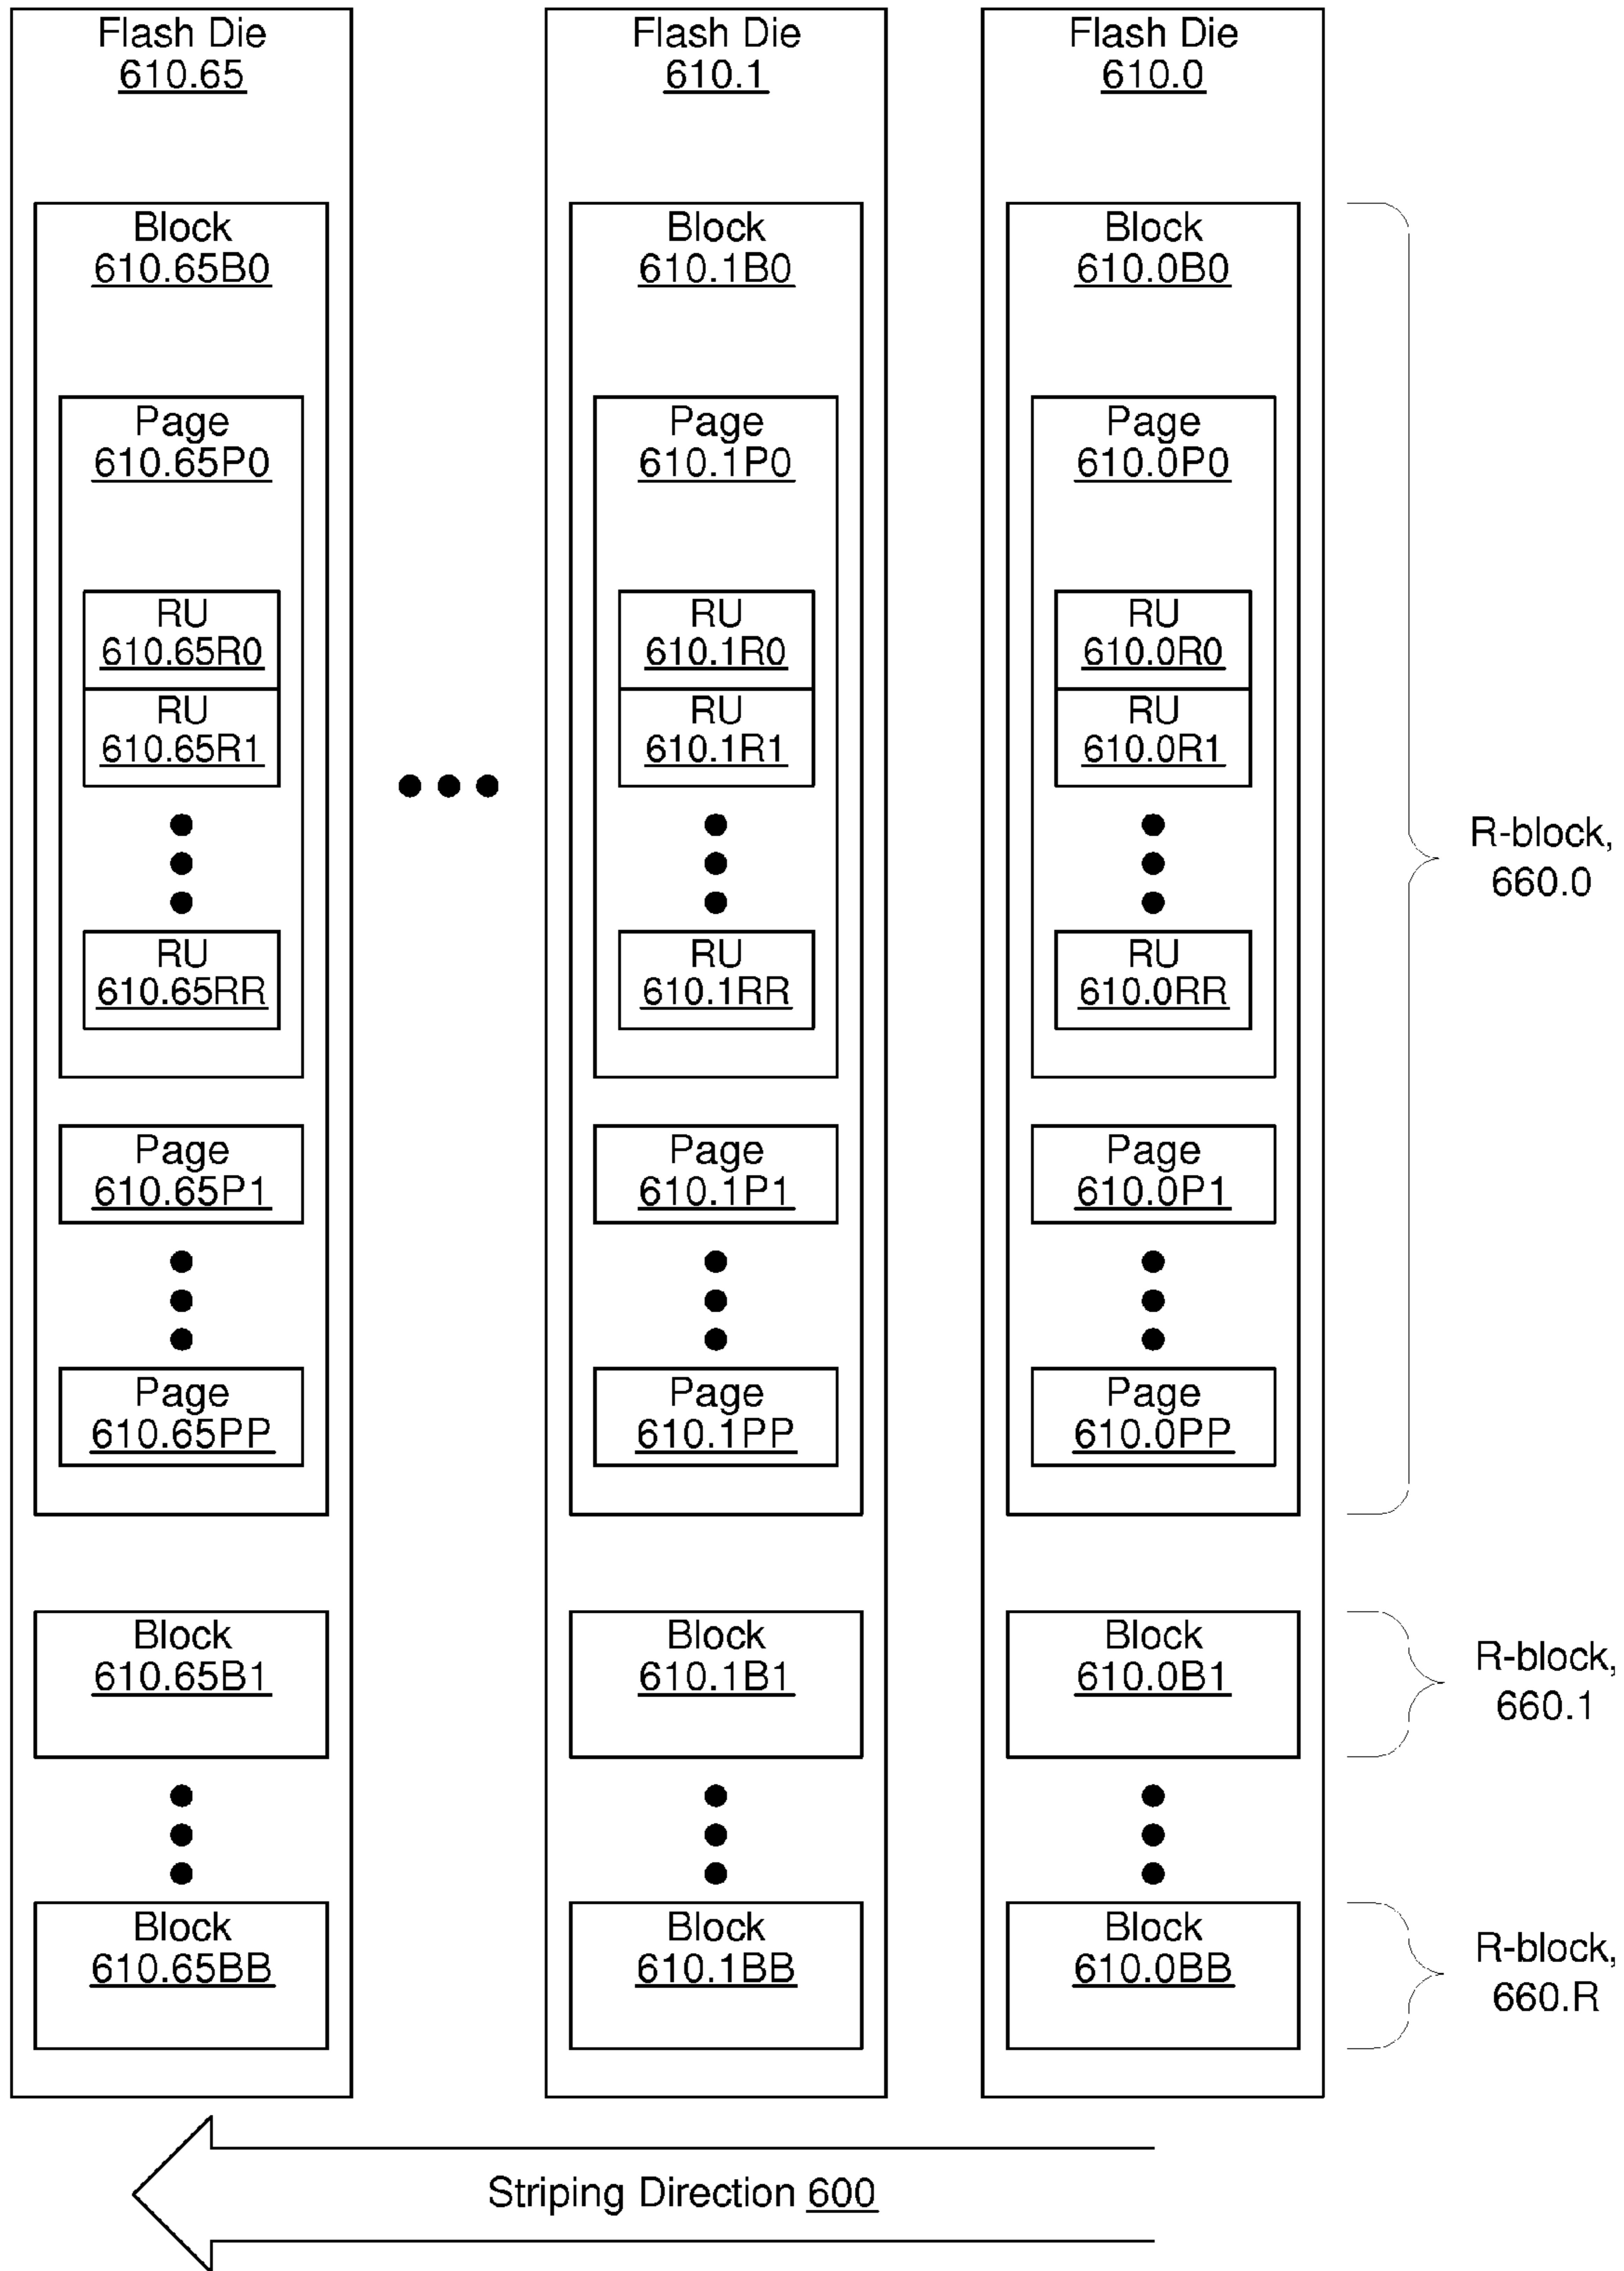 Flash Die
610.65
Block
610.65B0
Page
610.65P0
RU
610.65R0
RU
610.65R1
RU
610.65RR
Page
610.65P1
Page
610.65PP
Block
610.65B1
Block
610.65BB
Flash Die
610.1
Block
610.1B0
Page
610.1P0
RU
610.1R0
RU
610.1R1
RU
610.1RR
Page
610.1P1
Page
610.1PP
Block
610.1B1
Block
610.1BB
Flash Die
610.0
Block
610.0B0
Page
610.0P0
RU
610.0R0
RU
610.0R1
RU
610.0RR
Page
610.0P1
Page
610.0PP
Block
610.0B1
Block
610.0BB
R-block,
660.0
R-block,
660.1
R-block,
660.R
Striping Direction 600